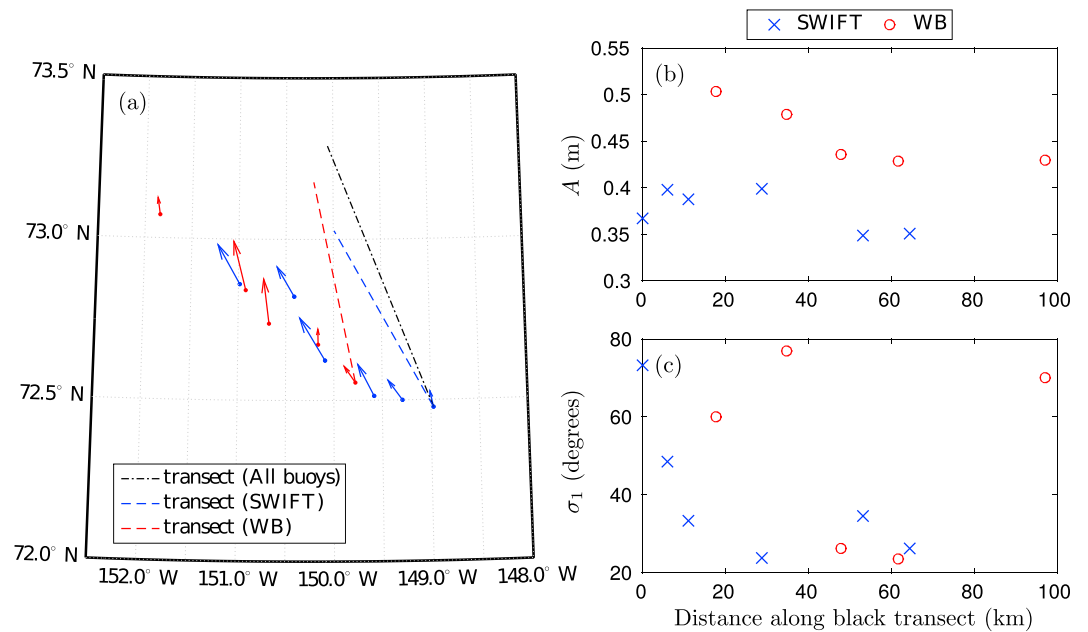 (a)
73.5° N
73.0° N
72.5° N
72.0° N
152.0° W 151.0° W 150.0° W 149.0° W 148.0° W
transect (All buoys)
transect (SWIFT)
transect (WB)
SWIFT WB
(b)
0.55
0.5
0.45
0.4
0.35
0.3
A (m)
0 20 40 60 80 100
(c)
80
60
40
20
σ₁ (degrees)
0 20 40 60 80 100
Distance along black transect (km)